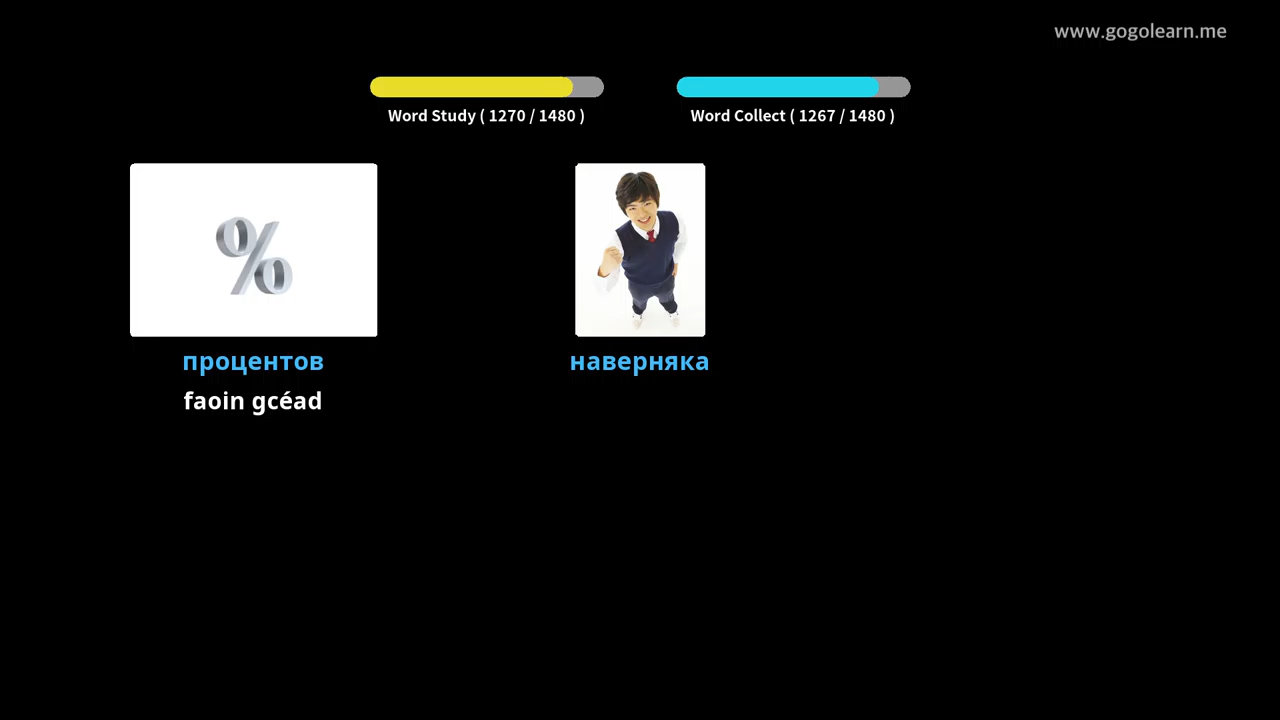 www.gogolearn.me
Word Study ( 1270 / 1480 )
Word Collect ( 1267 / 1480 )
%
процентов
наверняка
faoin gcéad